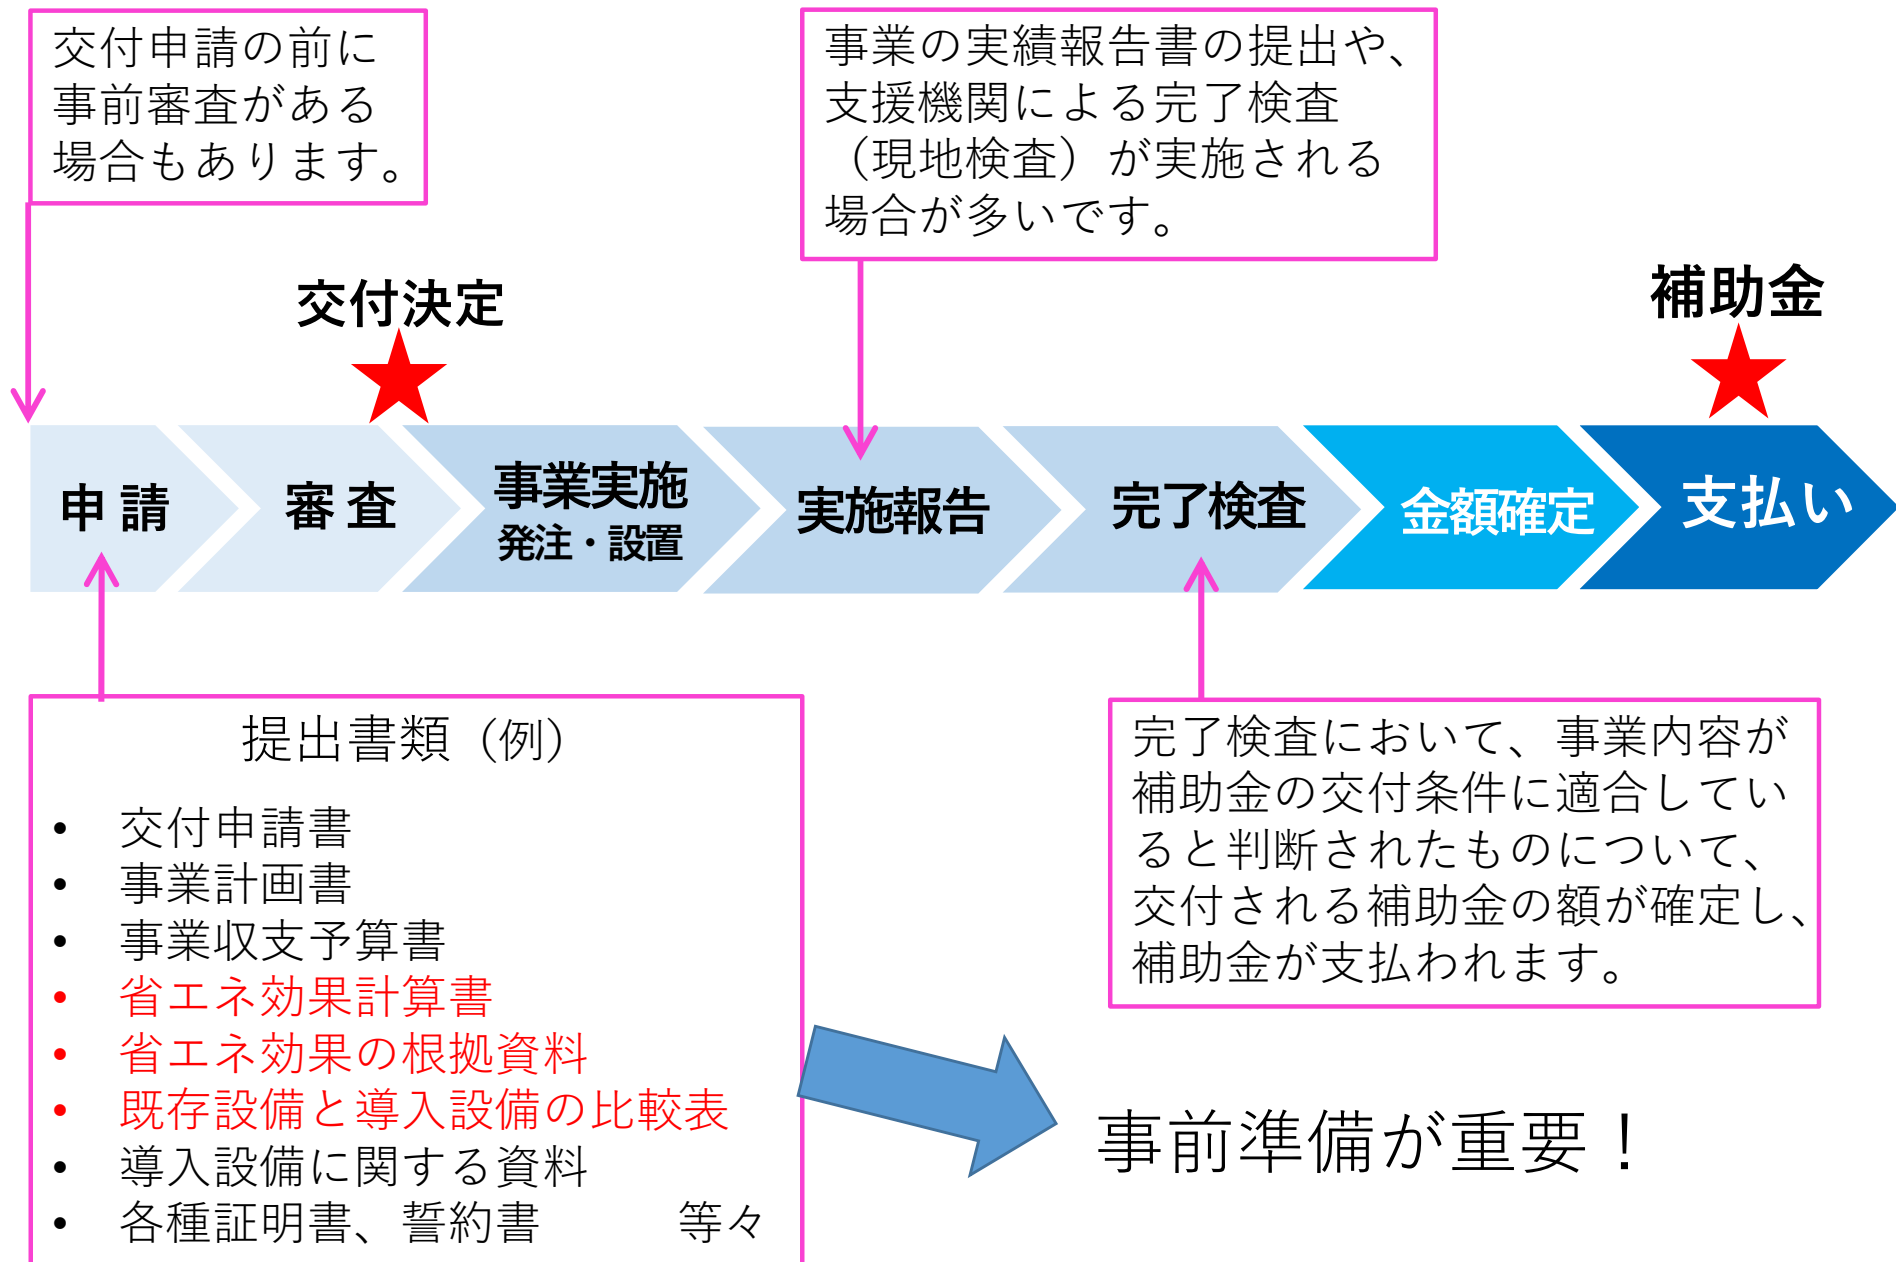 交付申請の前に
事前審査がある
場合もあります。
事業の実績報告書の提出や、
支援機関による完了検査
（現地検査）が実施される
場合が多いです。
交付決定
補助金
申請
審査
事業実施
発注・設置
実施報告
完了検査
金額確定
支払い
提出書類（例）
• 交付申請書
• 事業計画書
• 事業収支予算書
• 省エネ効果計算書
• 省エネ効果の根拠資料
• 既存設備と導入設備の比較表
• 導入設備に関する資料
• 各種証明書、誓約書　　　等々
完了検査において、事業内容が
補助金の交付条件に適合してい
ると判断されたものについて、
交付される補助金の額が確定し、
補助金が支払われます。
事前準備が重要！